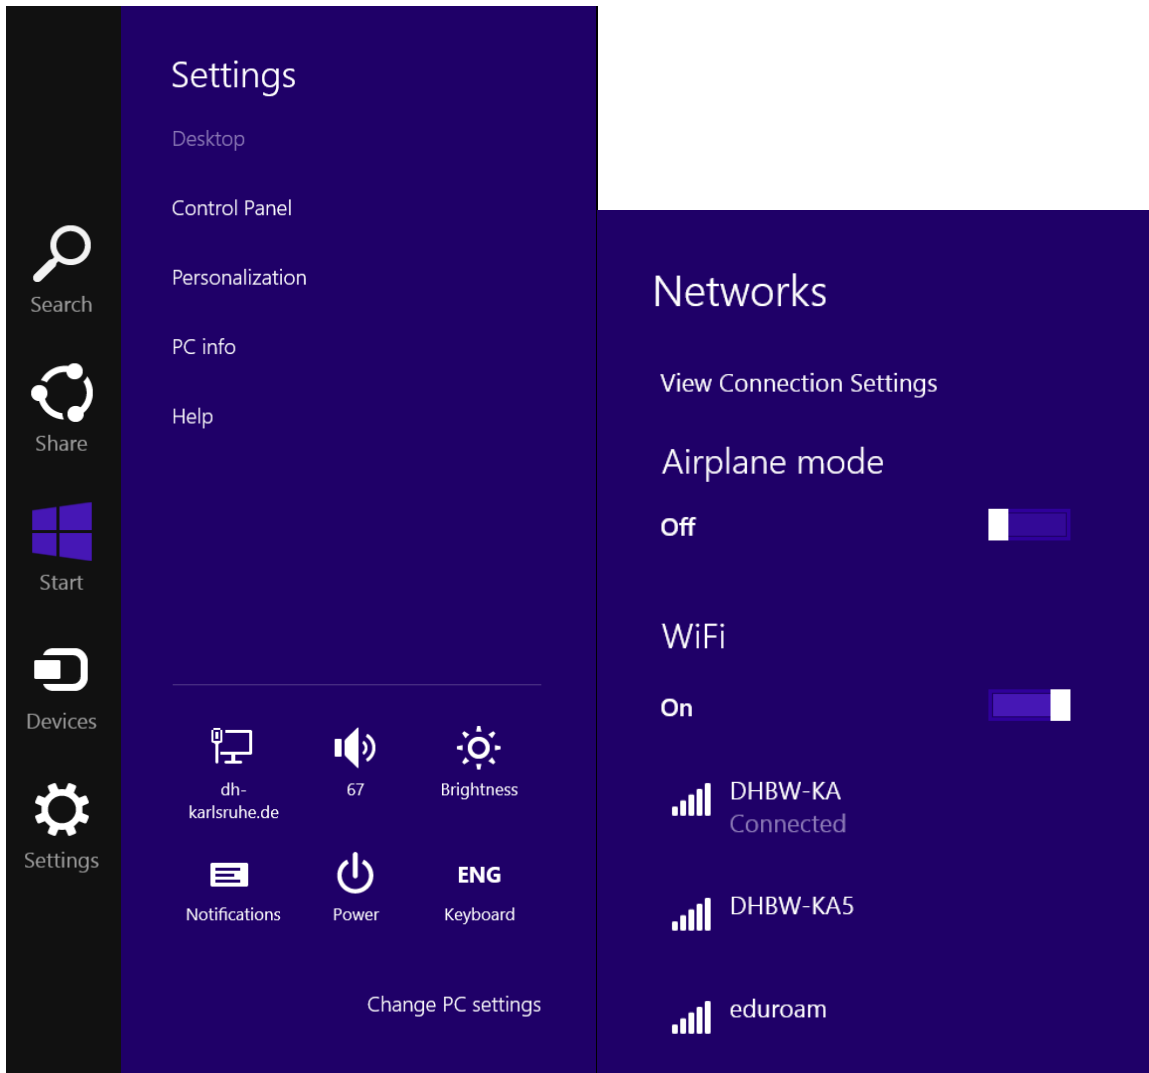 Search
Share
Start
Devices
Settings
Settings
Desktop
Control Panel
Personalization
PC info
Help
dh-
karlsruhe.de
67
Brightness
Notifications
Power
ENG
Keyboard
Change PC settings
Networks
View Connection Settings
Airplane mode
Off
WiFi
On
DHBW-KA
Connected
DHBW-KA5
eduroam